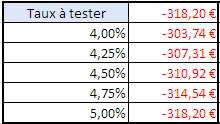 Taux à tester -318,20 €
4,00% -303,74 €
4,25% -307,31 €
4,50% -310,92 €
4,75% -314,54 €
5,00% -318,20 €